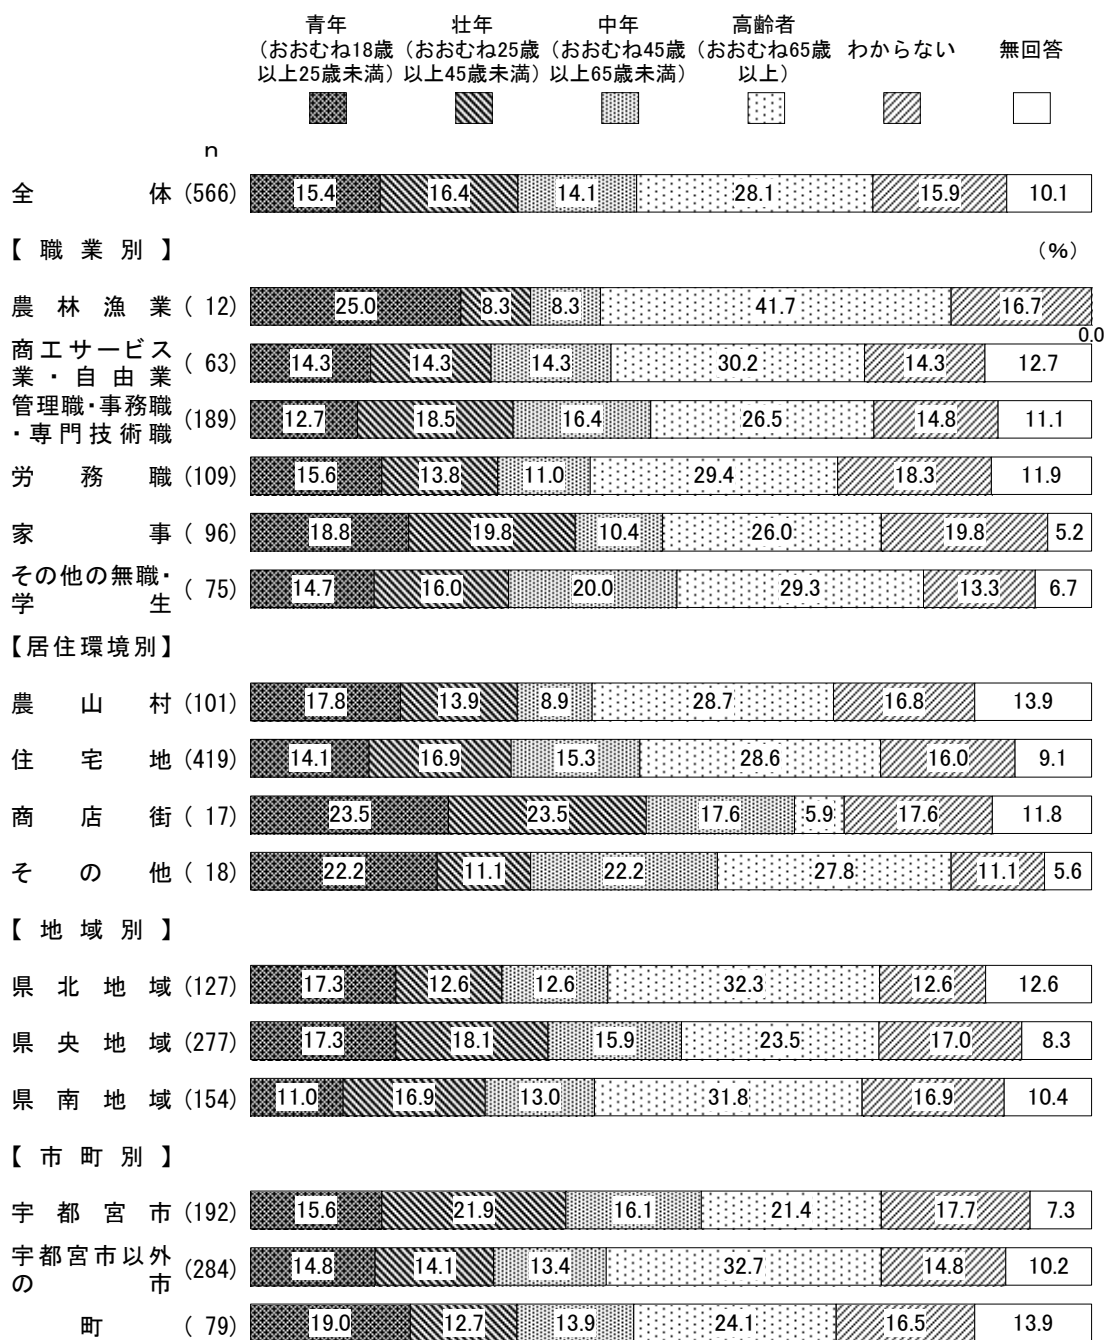 青年 壮年 中年 高齢者
（おおむね18歳 （おおむね25歳 （おおむね45歳 （おおむね65歳 わからない 無回答
以上25歳未満） 以上45歳未満） 以上65歳未満） 以上）
n
全体 (566) 15.4 16.4 14.1 28.1 15.9 10.1
【職業別】 （%）
農林漁業 ( 12) 25.0 8.3 8.3 41.7 16.7 0.0
商工サービス
業・自由業 ( 63) 14.3 14.3 14.3 30.2 14.3 12.7
管理職・事務職
・専門技術職 (189) 12.7 18.5 16.4 26.5 14.8 11.1
労務職 (109) 15.6 13.8 11.0 29.4 18.3 11.9
家事 ( 96) 18.8 19.8 10.4 26.0 19.8 5.2
その他の無職・
学生 ( 75) 14.7 16.0 20.0 29.3 13.3 6.7
【居住環境別】
農山村 (101) 17.8 13.9 8.9 28.7 16.8 13.9
住宅地 (419) 14.1 16.9 15.3 28.6 16.0 9.1
商店街 ( 17) 23.5 23.5 17.6 5.9 17.6 11.8
その他 ( 18) 22.2 11.1 22.2 27.8 11.1 5.6
【地域別】
県北地域 (127) 17.3 12.6 12.6 32.3 12.6 12.6
県央地域 (277) 17.3 18.1 15.9 23.5 17.0 8.3
県南地域 (154) 11.0 16.9 13.0 31.8 16.9 10.4
【市町別】
宇都宮市 (192) 15.6 21.9 16.1 21.4 17.7 7.3
宇都宮市以外
の市 (284) 14.8 14.1 13.4 32.7 14.8 10.2
町 ( 79) 19.0 12.7 13.9 24.1 16.5 13.9